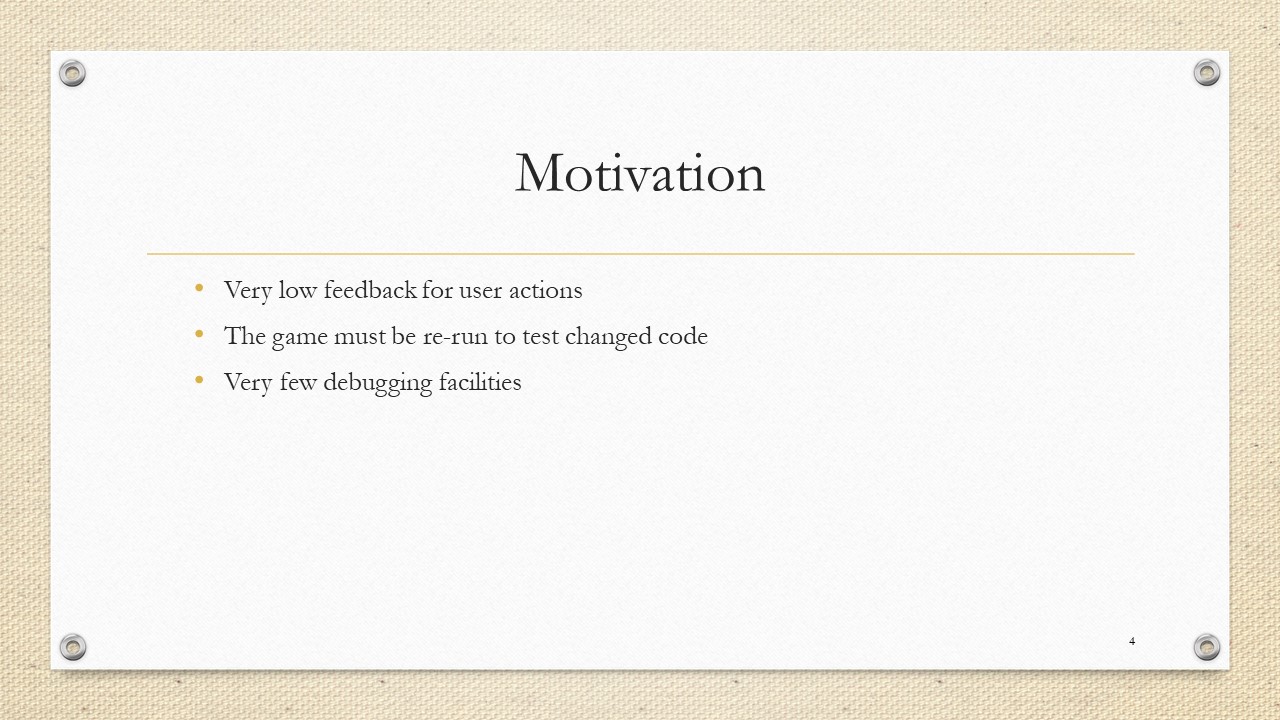 Motivation
• Very low feedback for user actions
• The game must be re-run to test changed code
• Very few debugging facilities
4